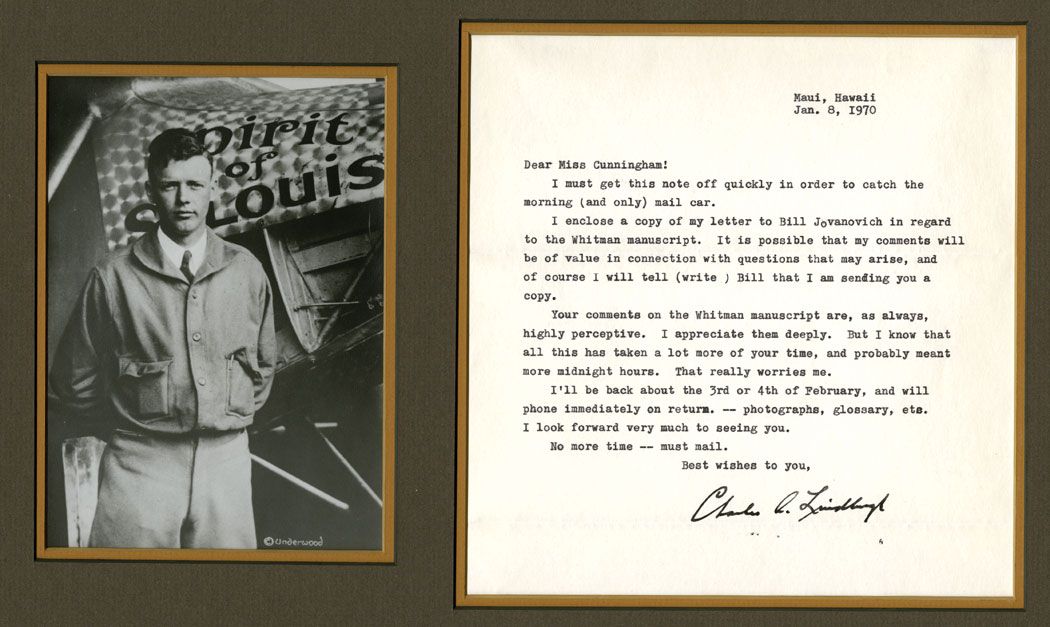 Spirit
of
St. Louis
©Underwood
Maui, Hawaii
Jan. 8, 1970
Dear Miss Cunningham:
I must get this note off quickly in order to catch the
morning (and only) mail car.
I enclose a copy of my letter to Bill Jovanovich in regard
to the Whitman manuscript. It is possible that my comments will
be of value in connection with questions that may arise, and
of course I will tell (write ) Bill that I am sending you a
copy.
Your comments on the Whitman manuscript are, as always,
highly perceptive. I appreciate them deeply. But I know that
all this has taken a lot more of your time, and probably meant
more midnight hours. That really worries me.
I'll be back about the 3rd or 4th of February, and will
phone immediately on return. -- photographs, glossary, ets.
I look forward very much to seeing you.
No more time -- must mail.
Best wishes to you,
Charles A. Lindbergh